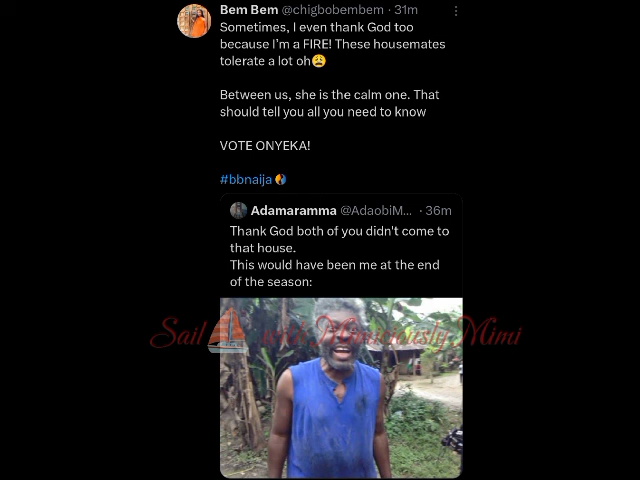 Bem Bem @chigbobembem · 31m
Sometimes, I even thank God too
because I'm a FIRE! These housemates
tolerate a lot oh😩
Between us, she is the calm one. That
should tell you all you need to know
VOTE ONYEKA!
#bbnaija
Adamaramma @AdaobiM... · 36m
Thank God both of you didn't come to
that house.
This would have been me at the end
of the season:
Sail with Minaciously Mimi